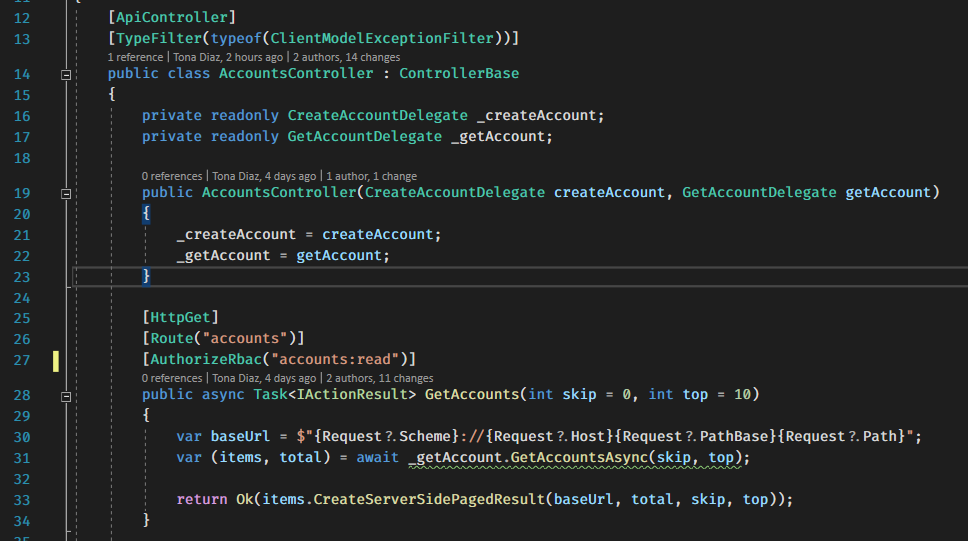 12 [ApiController]
13 [TypeFilter(typeof(ClientModelExceptionFilter))]
1 reference | Tona Diaz, 2 hours ago | 2 authors, 14 changes
14 public class AccountsController : ControllerBase
15 {
16 private readonly CreateAccountDelegate _createAccount;
17 private readonly GetAccountDelegate _getAccount;
18
0 references | Tona Diaz, 4 days ago | 1 author, 1 change
19 public AccountsController(CreateAccountDelegate createAccount, GetAccountDelegate getAccount)
20 {
21 _createAccount = createAccount;
22 _getAccount = getAccount;
23 }
24
25 [HttpGet]
26 [Route("accounts")]
27 [AuthorizeRbac("accounts:read")]
0 references | Tona Diaz, 4 days ago | 2 authors, 11 changes
28 public async Task<IActionResult> GetAccounts(int skip = 0, int top = 10)
29 {
30 var baseUrl = $"{Request?.Scheme}://{Request?.Host}{Request?.PathBase}{Request?.Path}";
31 var (items, total) = await _getAccount.GetAccountsAsync(skip, top);
32
33 return Ok(items.CreateServerSidePagedResult(baseUrl, total, skip, top));
34 }